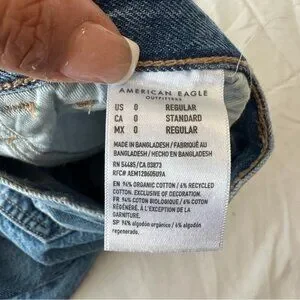 AMERICAN EAGLE
OUTFITTERS
US 0 REGULAR
CA 0 STANDARD
MX 0 REGULAR
MADE IN BANGLADESH / FABRIQUÉ AU
BANGLADESH / HECHO EN BANGLADESH
RN 54485/CA 03873
RFC# AEM1206051J9A
EN 94% ORGANIC COTTON / 6% RECYCLED
COTTON. EXCLUSIVE OF DECORATION.
FR 94% COTON BIOLOGIQUE / 6% COTON
RÉGÉNÉRÉ. À L'EXCEPTION DE LA
GARNITURE.
SP 94% algodón orgánico / 6% algodón
regenerado.